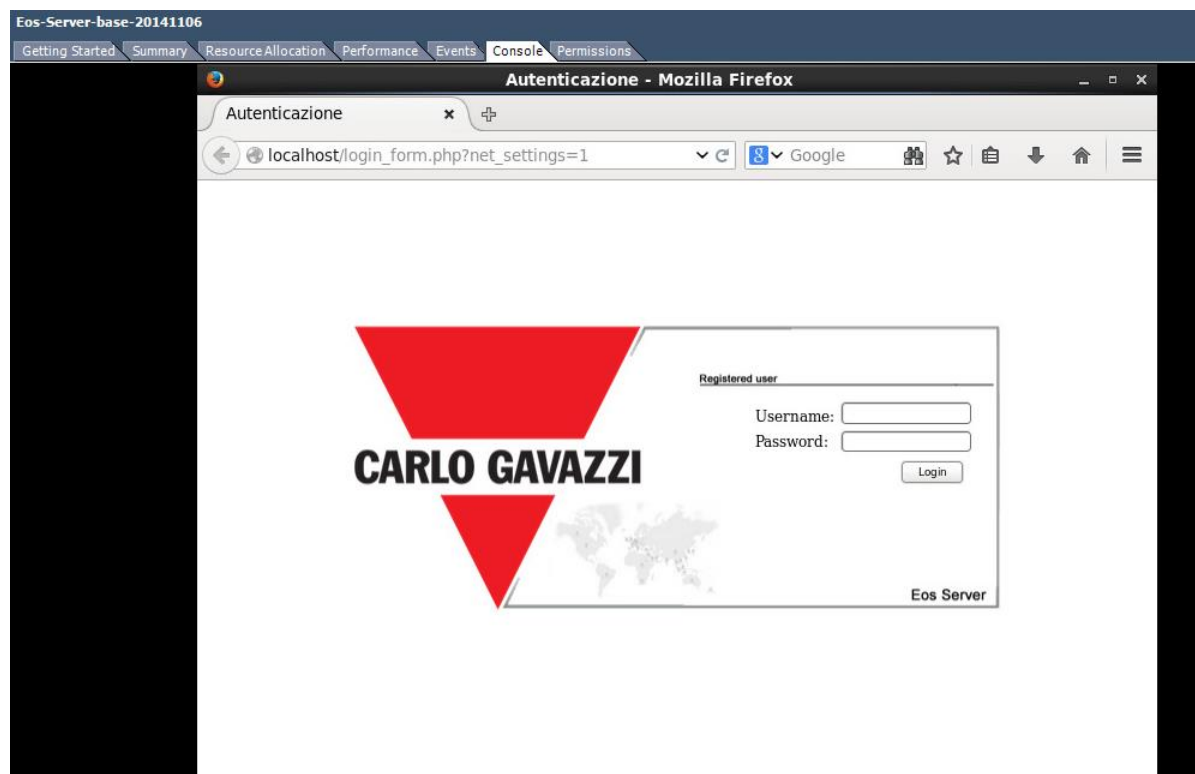 Eos-Server-base-20141106
Getting Started Summary Resource Allocation Performance Events Console Permissions
Autenticazione - Mozilla Firefox
Autenticazione
localhost/login_form.php?net_settings=1 8 Google
Registered user
Username:
Password:
CARLO GAVAZZI
Login
Eos Server